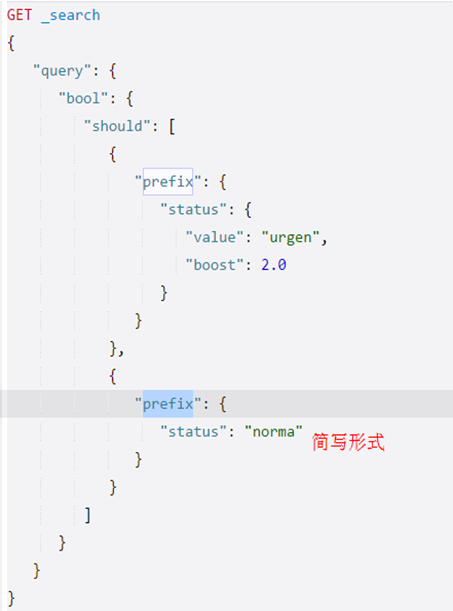 GET _search
{
"query": {
"bool": {
"should": [
{
"prefix": {
"status": {
"value": "urgen",
"boost": 2.0
}
}
},
{
"prefix": {
"status": "norma" 简写形式
}
}
]
}
}
}